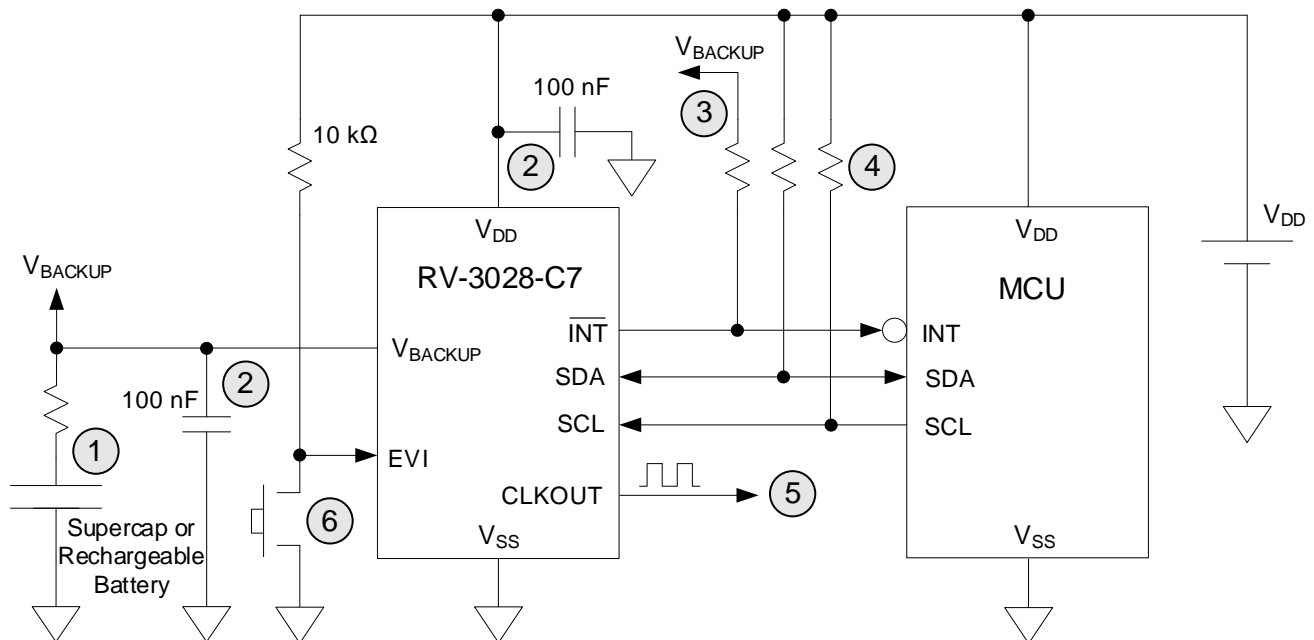 V_BACKUP
100 nF
3
10 kΩ
2
4
V_DD
V_DD
V_DD
V_BACKUP
RV-3028-C7
MCU
INT
INT
V_BACKUP
2
SDA
SDA
100 nF
SCL
SCL
1
EVI
CLKOUT
5
6
Supercap or
Rechargeable
Battery
V_SS
V_SS